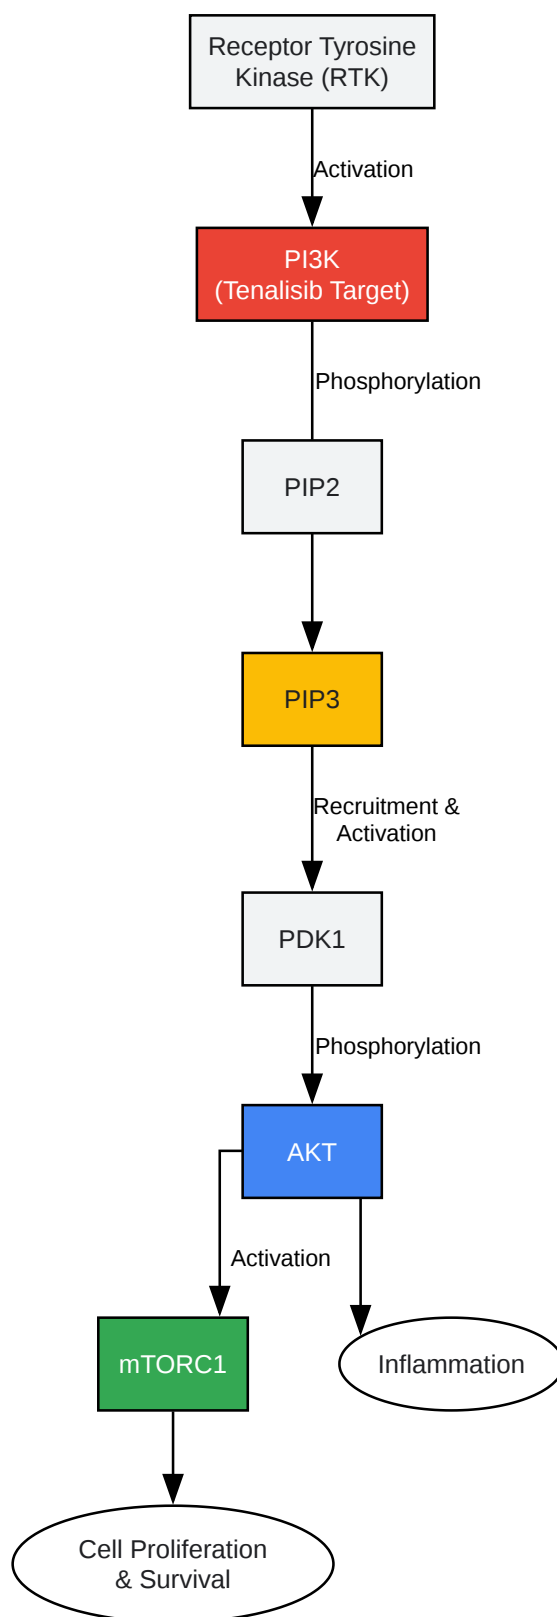 Receptor Tyrosine
Kinase (RTK)
Activation
PI3K
(Tenalisib Target)
Phosphorylation
PIP2
PIP3
Recruitment &
Activation
PDK1
Phosphorylation
AKT
Activation
mTORC1
Inflammation
Cell Proliferation
& Survival